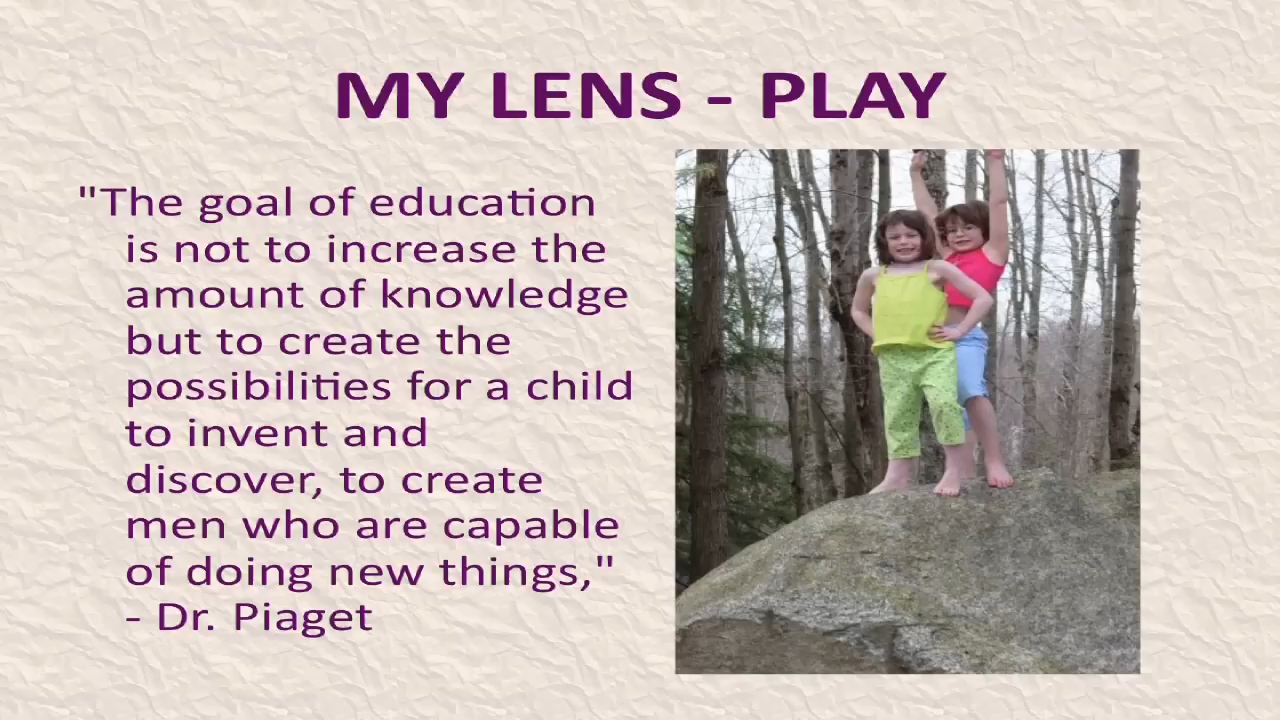 MY LENS - PLAY
"The goal of education
is not to increase the
amount of knowledge
but to create the
possibilities for a child
to invent and
discover, to create
men who are capable
of doing new things,"
- Dr. Piaget